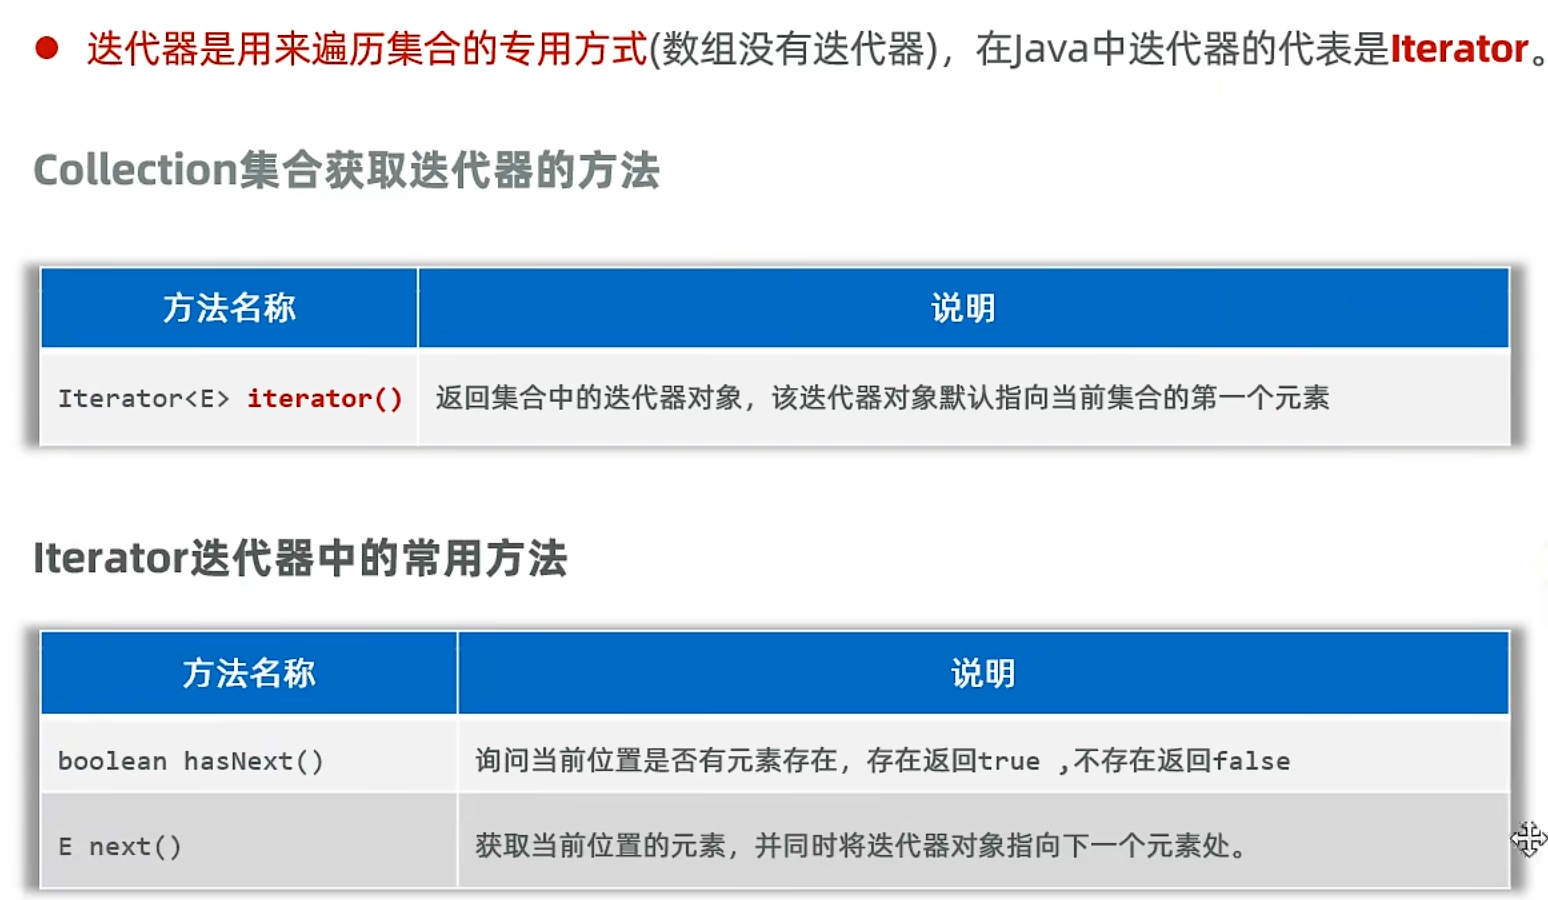 迭代器是用来遍历集合的专用方式(数组没有迭代器)，在Java中迭代器的代表是Iterator。
Collection集合获取迭代器的方法
方法名称 说明
Iterator<E> iterator() 返回集合中的迭代器对象，该迭代器对象默认指向当前集合的第一个元素
Iterator迭代器中的常用方法
方法名称 说明
boolean hasNext() 询问当前位置是否有元素存在，存在返回true ,不存在返回false
E next() 获取当前位置的元素，并同时将迭代器对象指向下一个元素处。